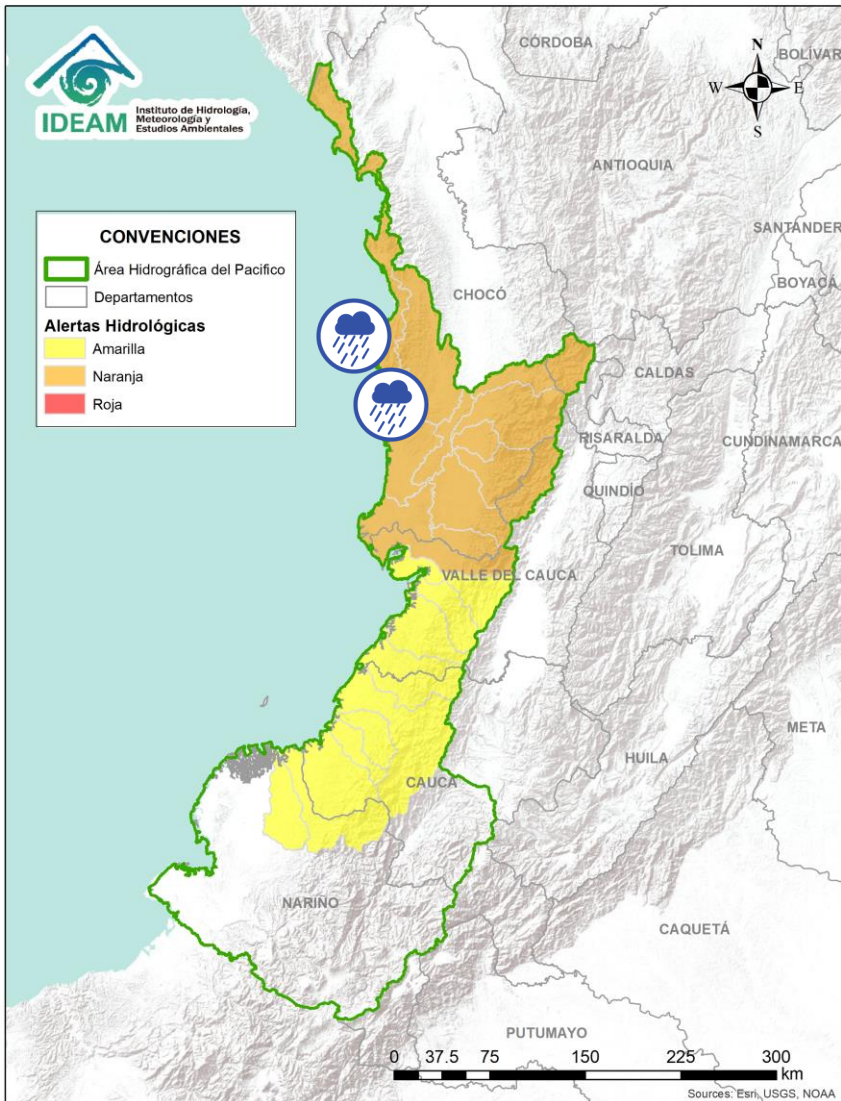 IDEAM
Instituto de Hidrología,
Meteorología y
Estudios Ambientales
CONVENCIONES
Área Hidrográfica del Pacifico
Departamentos
Alertas Hidrológicas
Amarilla
Naranja
Roja
N
W
E
S
CÓRDOBA
BOLÍVAR
ANTIOQUIA
SANTANDER
BOYACÁ
CHOCÓ
CALDAS
RISARALDA
CUNDINAMARCA
QUINDÍO
TOLIMA
VALLE DEL CAUCA
META
HUILA
CAUCA
NARIÑO
CAQUETÁ
PUTUMAYO
0 37.5 75 150 225 300
km
Sources: Esri, USGS, NOAA